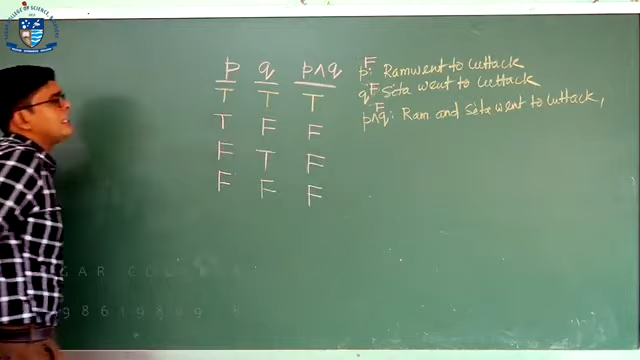 p q p∧q
T T T
T F F
F T F
F F F
F
p: Ram went to Cuttack
F
q: Sita went to Cuttack
F
p∧q: Ram and Sita went to Cuttack,